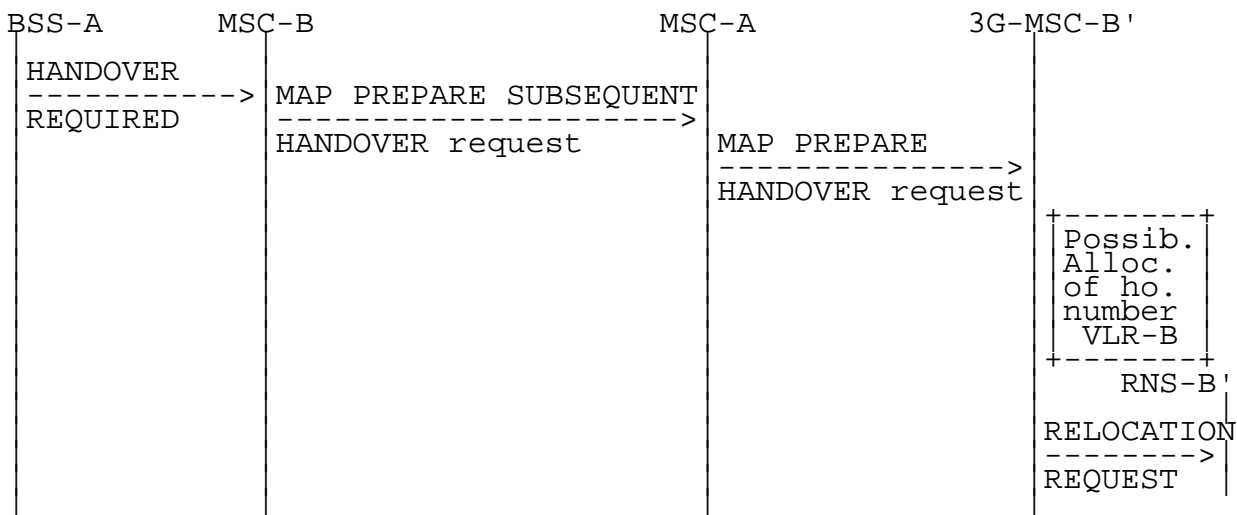 BSS-A MSC-B MSC-A 3G-MSC-B'
HANDOVER
-----------> MAP PREPARE SUBSEQUENT
REQUIRED --------------------->
HANDOVER request MAP PREPARE
--------------->
HANDOVER request
+-------+
Possib.
Alloc.
of ho.
number
VLR-B
+-------+
RNS-B'
RELOCATION
-------->
REQUEST